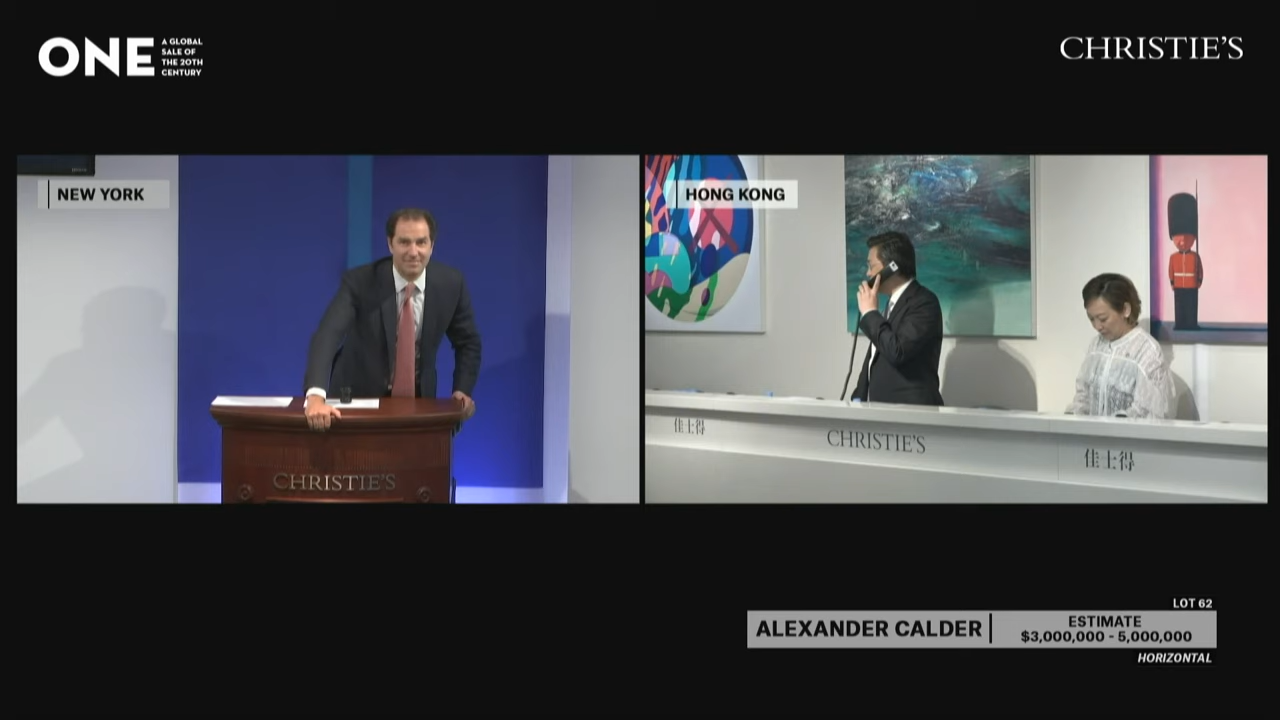 ONE
A GLOBAL
SALE OF
THE 20TH
CENTURY
CHRISTIE'S
NEW YORK
HONG KONG
CHRISTIE'S
佳士得
CHRISTIE'S
佳士得
LOT 62
ALEXANDER CALDER
ESTIMATE
$3,000,000 - 5,000,000
HORIZONTAL